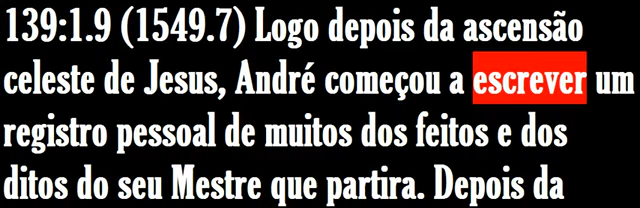 139:1.9 (1549.7) Logo depois da ascensão
celeste de Jesus, André começou a escrever um
registro pessoal de muitos dos feitos e dos
ditos do seu Mestre que partira. Depois da